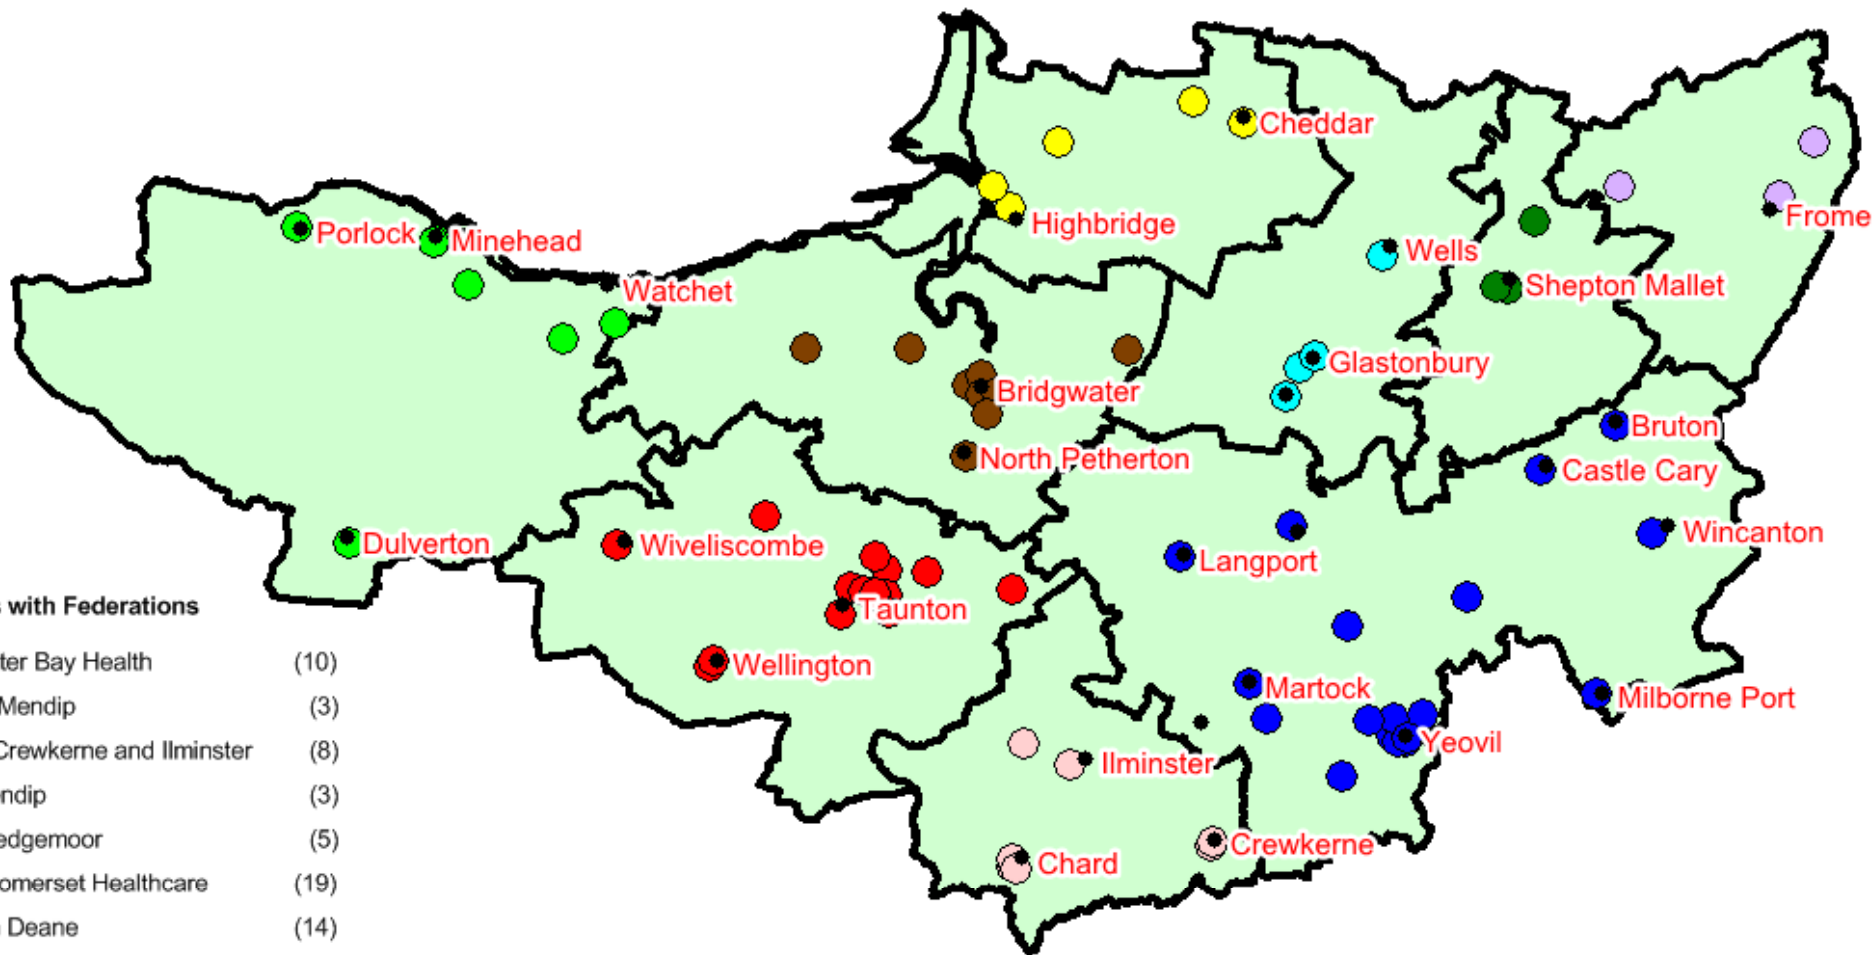 Cheddar
Highbridge
Frome
Porlock
Minehead
Wells
Watchet
Shepton Mallet
Glastonbury
Bridgwater
Bruton
North Petherton
Castle Cary
Wincanton
Dulverton
Wiveliscombe
Langport
Taunton
Wellington
Martock
Milborne Port
Yeovil
Ilminster
Crewkerne
Chard
s with Federations
ter Bay Health (10)
Mendip (3)
Crewkerne and Ilminster (8)
ndip (3)
edgemoor (5)
omerset Healthcare (19)
Deane (14)